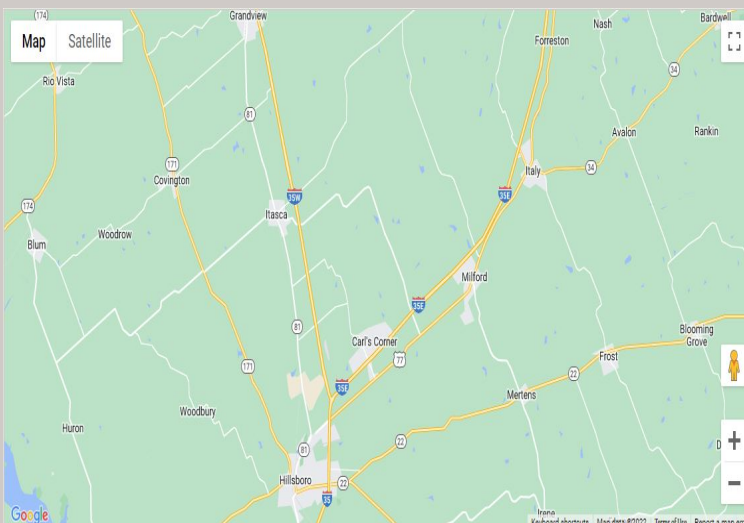 (174)
Grandview
Nash
Bardwell
Map Satellite
Forreston
34
Rio Vista
81
Avalon
Rankin
171
Covington
Italy
34
35W
35E
174
Itasca
Woodrow
Blum
Milford
35E
81
Blooming
Grove
Carl's Corner
77
Frost
171
22
35E
Mertens
Woodbury
Huron
22
81
Hillsboro
22
35
Irene
Google
Keyboard shortcuts Map data ©2022 Terms of Use Report a map